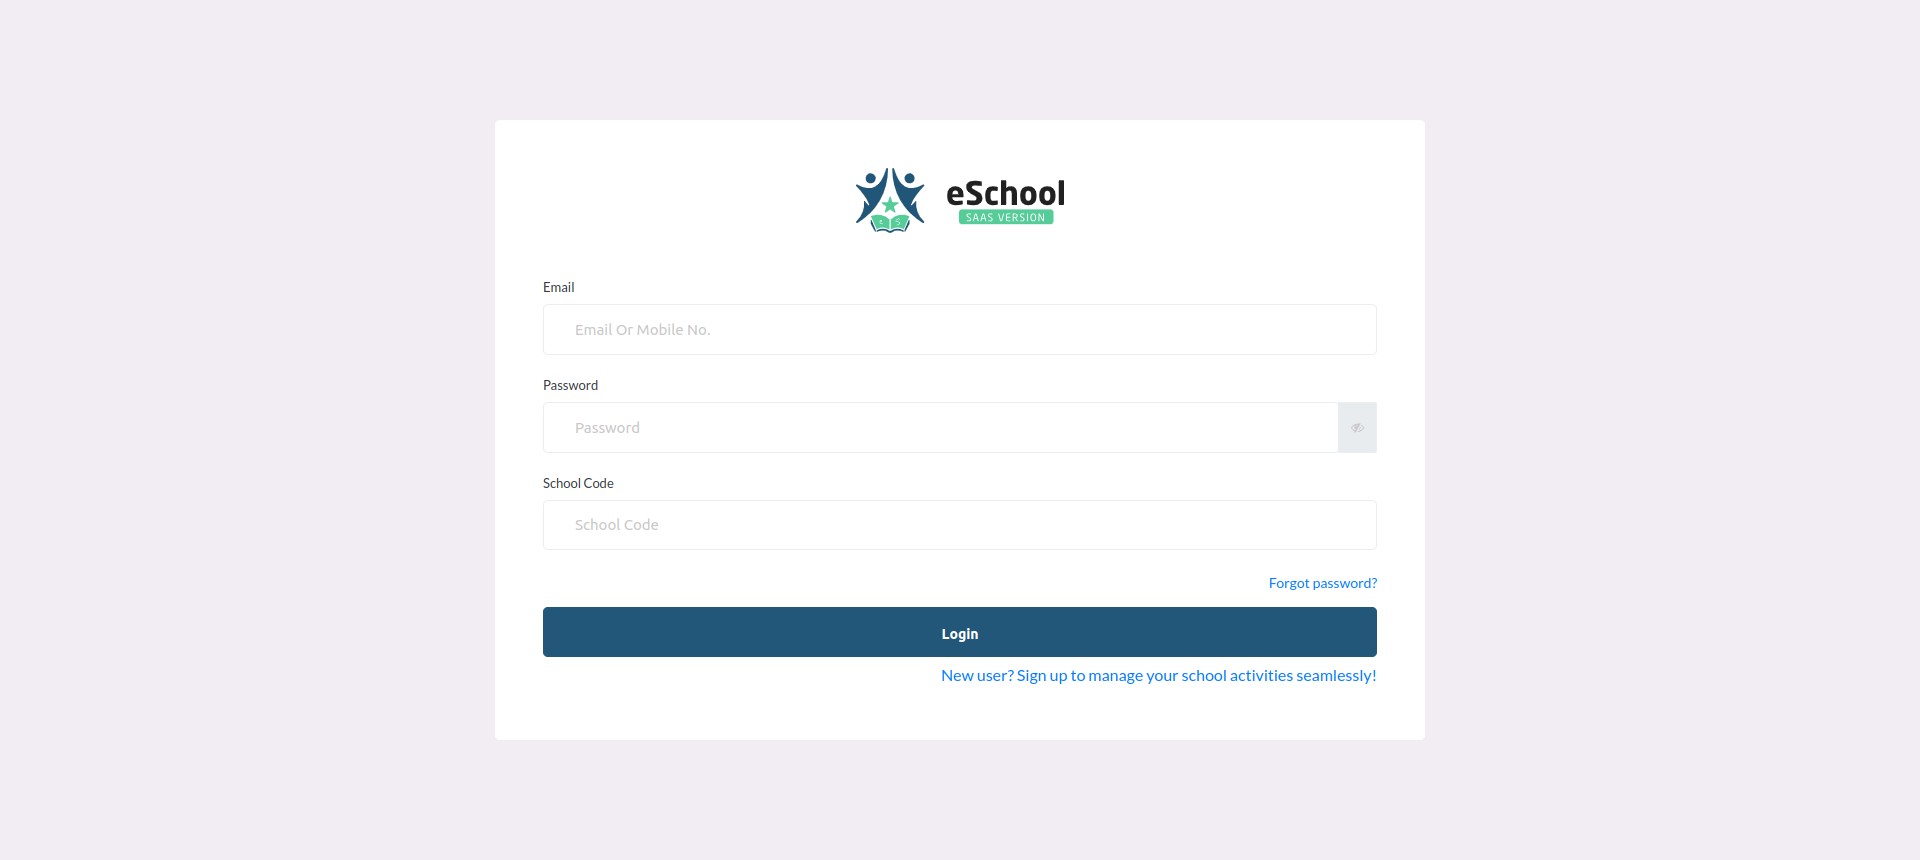 eSchool
SAAS VERSION
Email
Email Or Mobile No.
Password
Password
School Code
School Code
Forgot password?
Login
New user? Sign up to manage your school activities seamlessly!